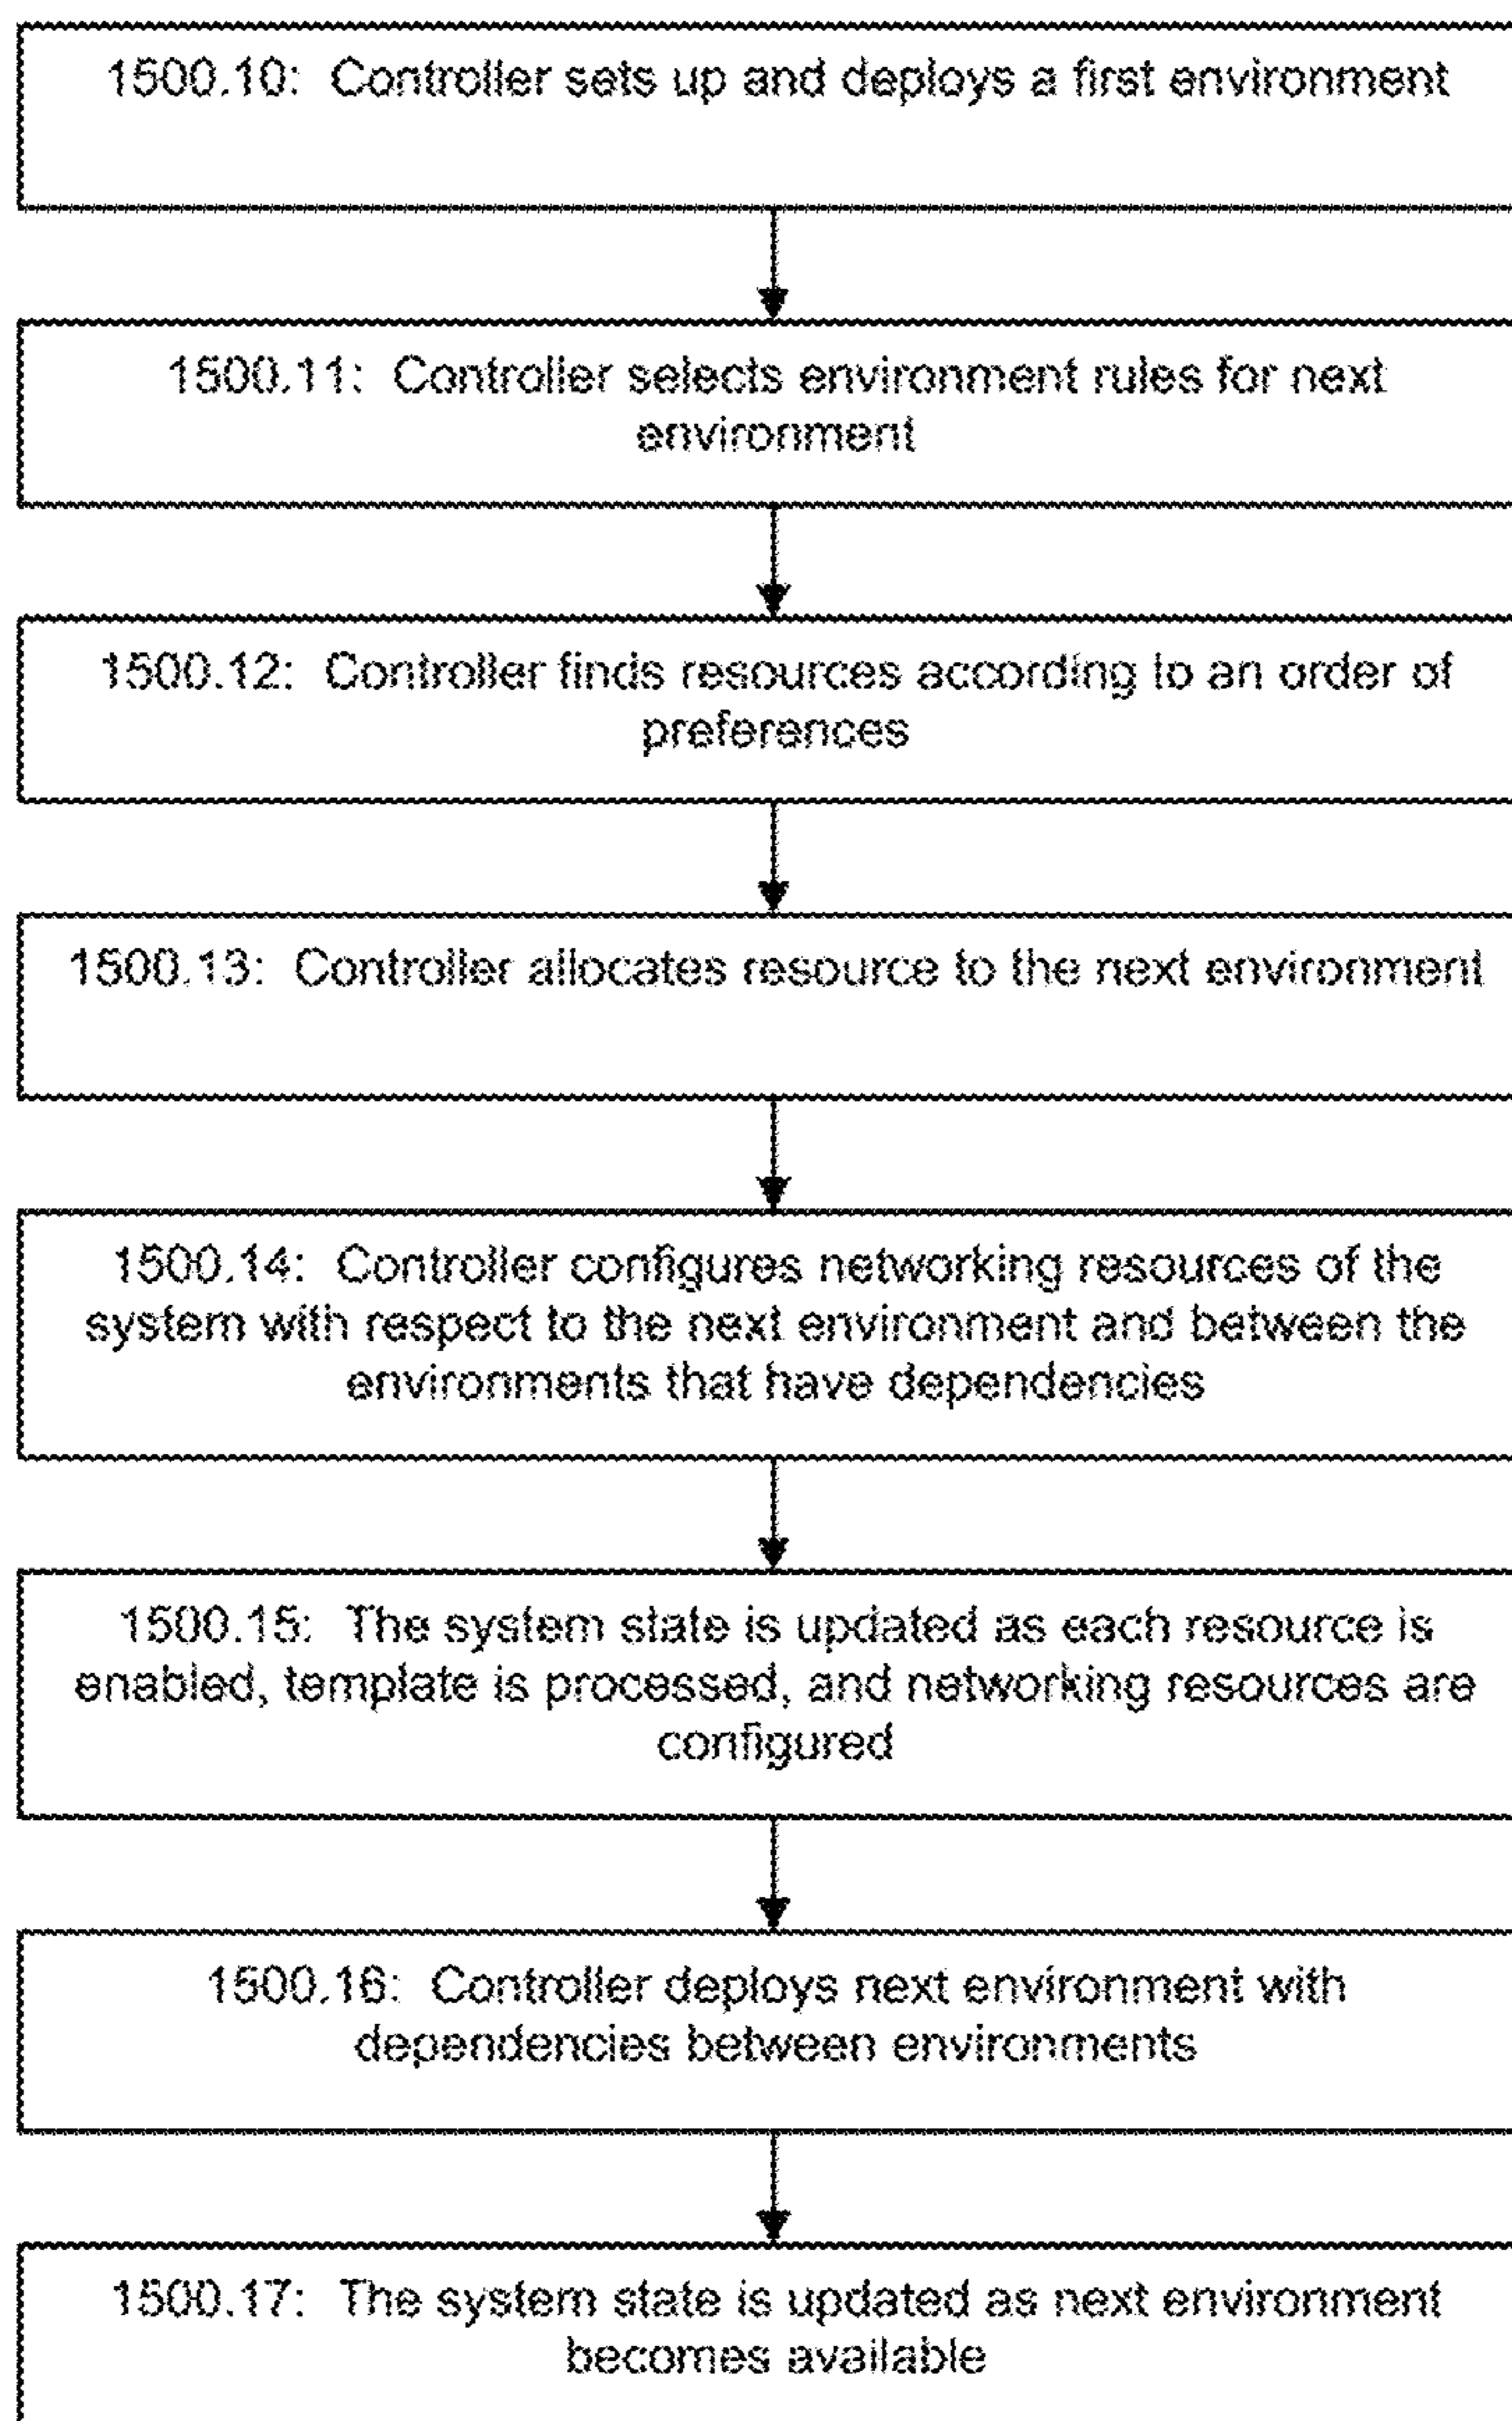 1500.10: Controller sets up and deploys a first environment
1500.11: Controller selects environment rules for next
environment
1500.12: Controller finds resources according to an order of
preferences
1500.13: Controller allocates resource to the next environment
1500.14: Controller configures networking resources of the
system with respect to the next environment and between the
environments that have dependencies
1500.15: The system state is updated as each resource is
enabled, template is processed, and networking resources are
configured
1500.16: Controller deploys next environment with
dependencies between environments
1500.17: The system state is updated as next environment
becomes available